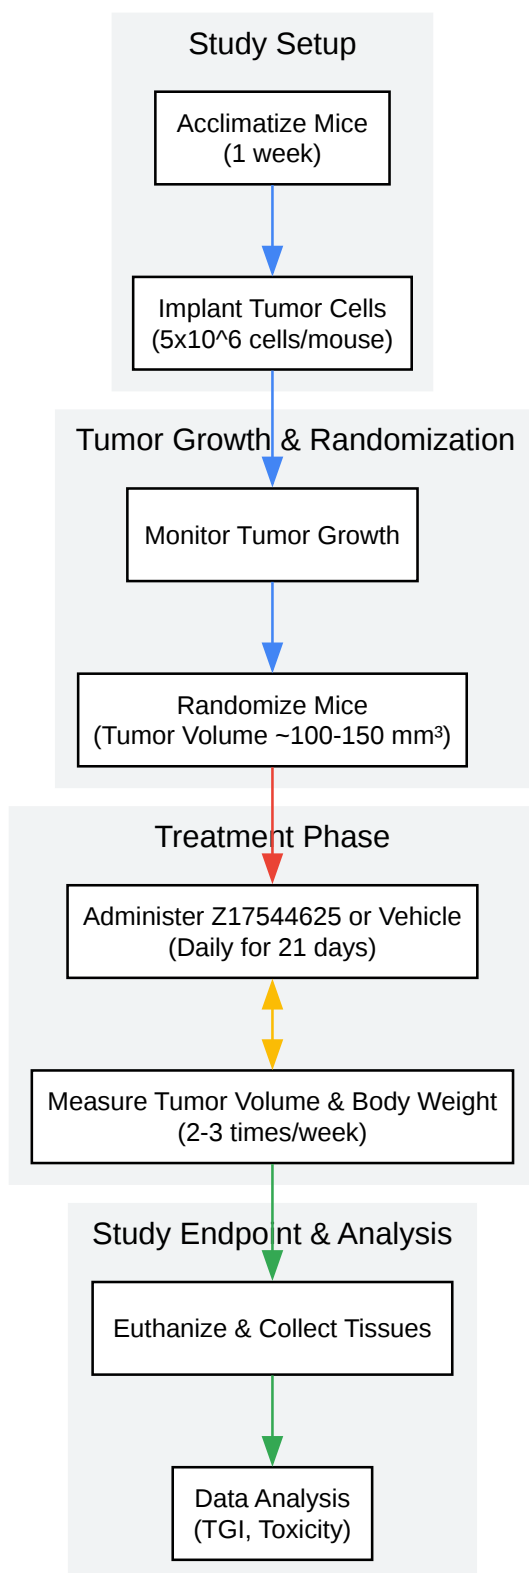 Study Setup
Acclimatize Mice
(1 week)
Implant Tumor Cells
(5x10^6 cells/mouse)
Tumor Growth & Randomization
Monitor Tumor Growth
Randomize Mice
(Tumor Volume ~100-150 mm³)
Treatment Phase
Administer Z17544625 or Vehicle
(Daily for 21 days)
Measure Tumor Volume & Body Weight
(2-3 times/week)
Study Endpoint & Analysis
Euthanize & Collect Tissues
Data Analysis
(TGI, Toxicity)